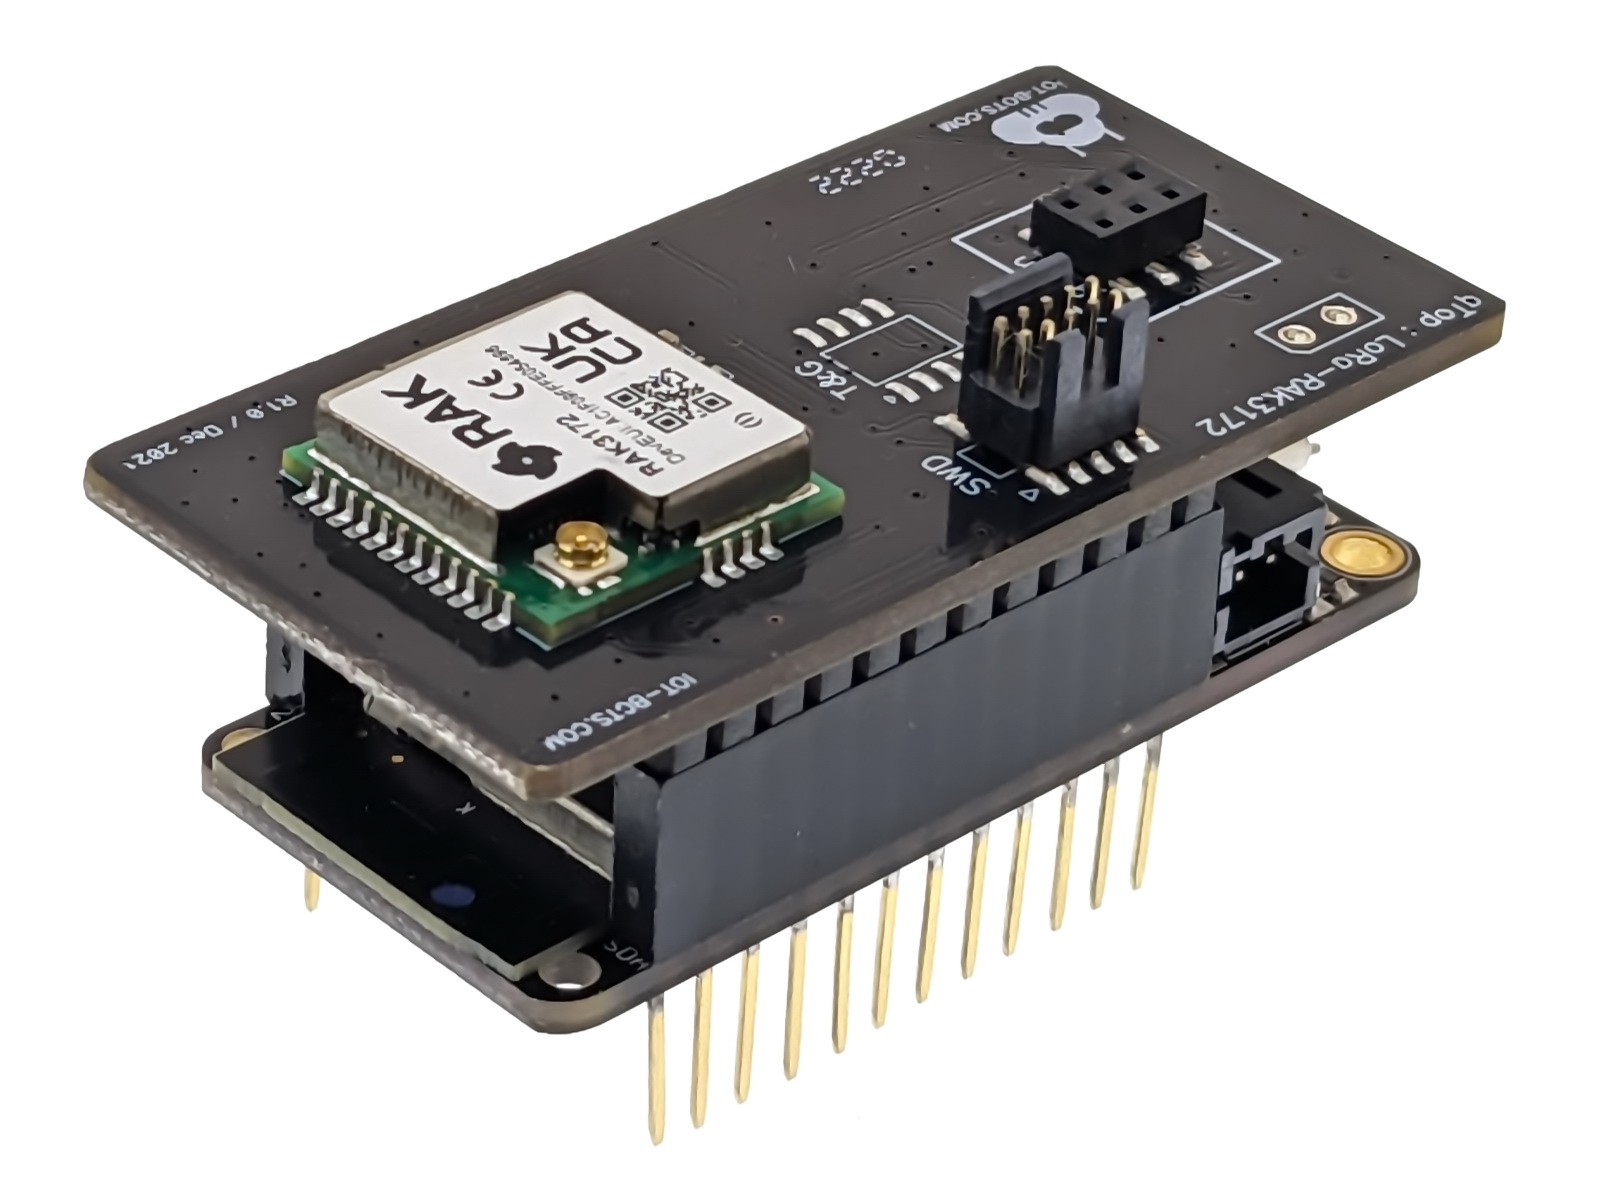 IOT-BOTS.COM
qTop :: LoRa-RAK3172
T&G
SWD
RAK
UK
CA
CE
RAK3172
(1)
R1.0 / Dec 2021
IOT-BOTS.COM